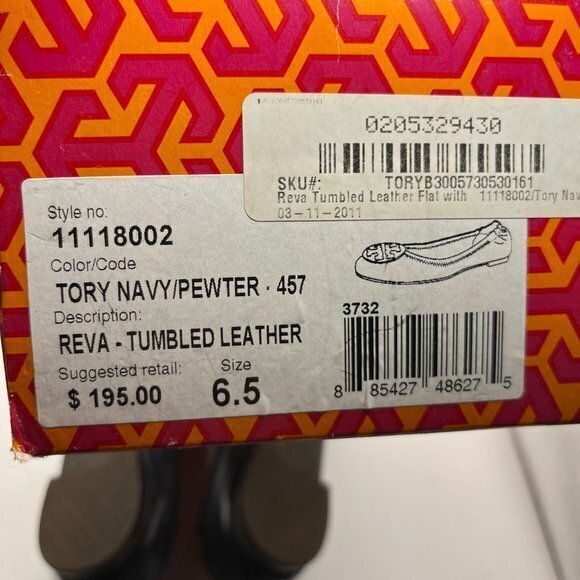 0205329430
SKU#: TORYB3005730530161
Reva Tumbled Leather Flat with 11118002/Tory Nav
03-11-2011
Style no:
11118002
Color/Code
TORY NAVY/PEWTER - 457
Description:
REVA - TUMBLED LEATHER
Suggested retail: Size
$ 195.00 6.5
3732
8 85427 48627 5